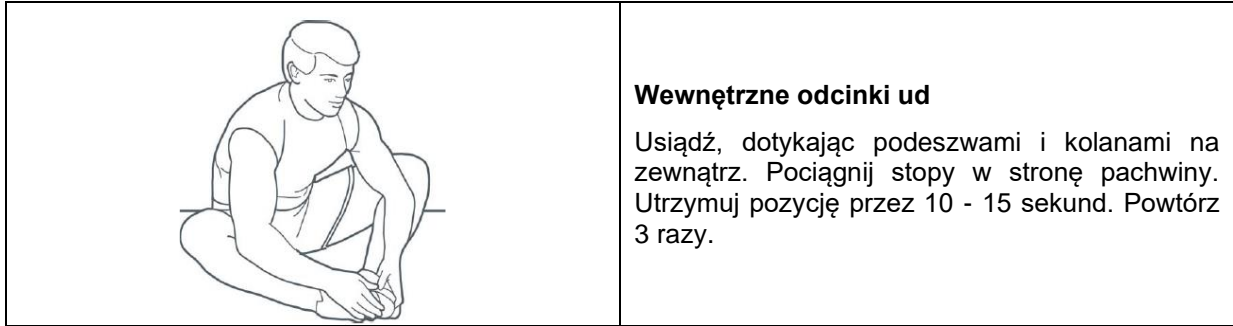 Wewnętrzne odcinki ud
Usiądź, dotykając podeszwami i kolanami na
zewnątrz. Pociągnij stopy w stronę pachwiny.
Utrzymuj pozycję przez 10 - 15 sekund. Powtórz
3 razy.